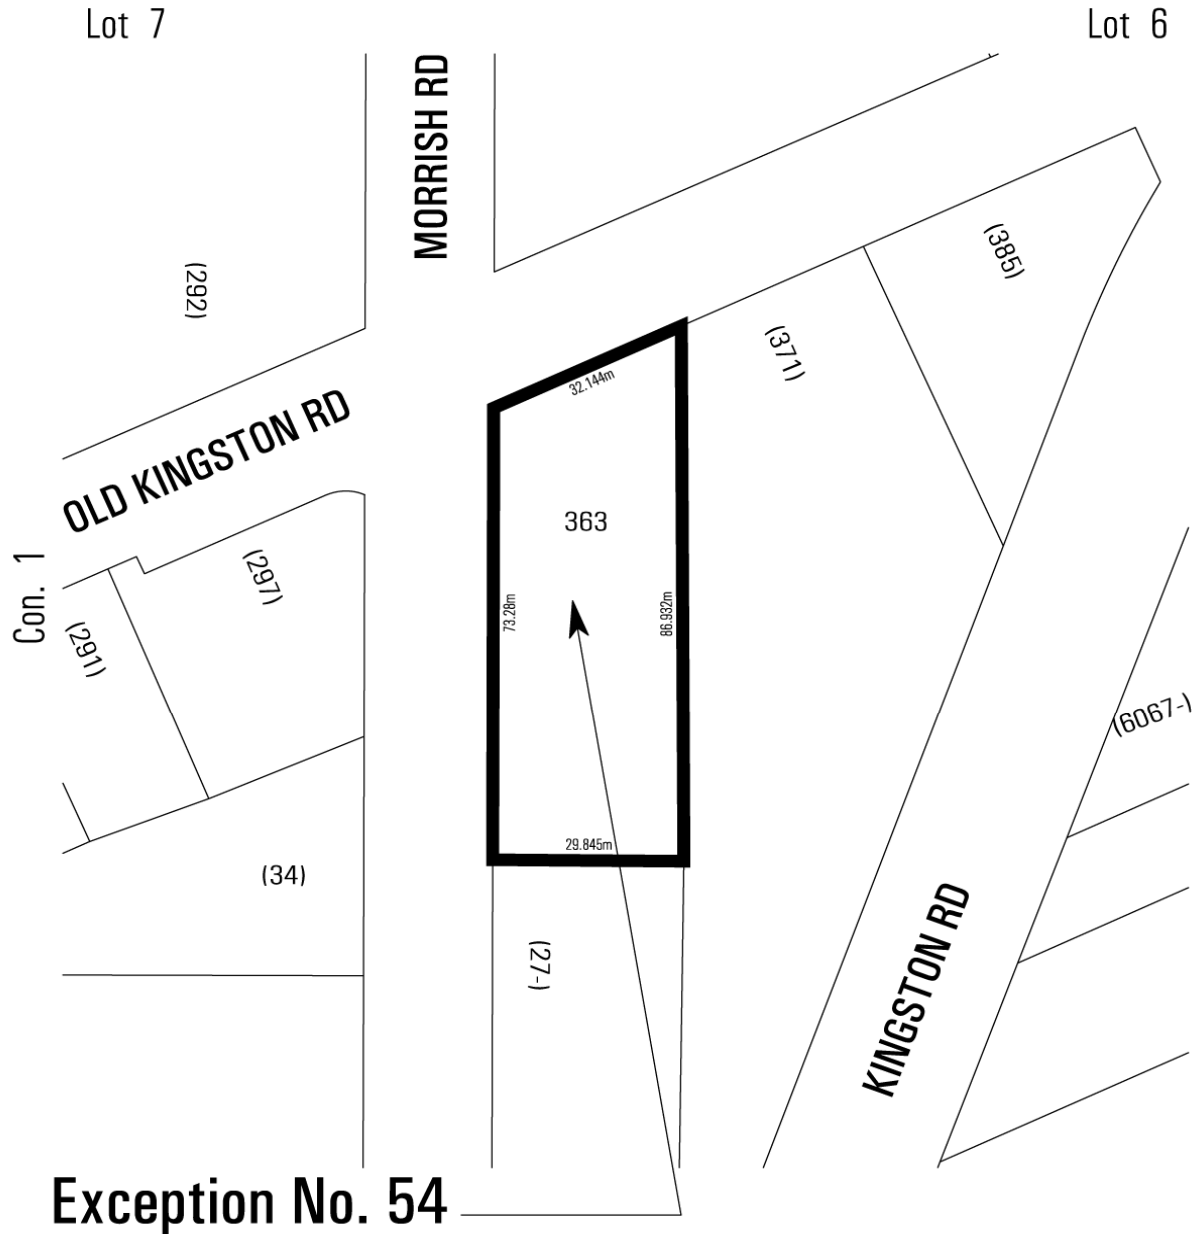 Lot 7
Lot 6
MORRISH RD
(292)
(385)
(371)
32.144m
OLD KINGSTON RD
363
Con. 1
(297)
(291)
73.28m
86.932m
(6067-)
29.845m
(34)
(27-)
KINGSTON RD
Exception No. 54